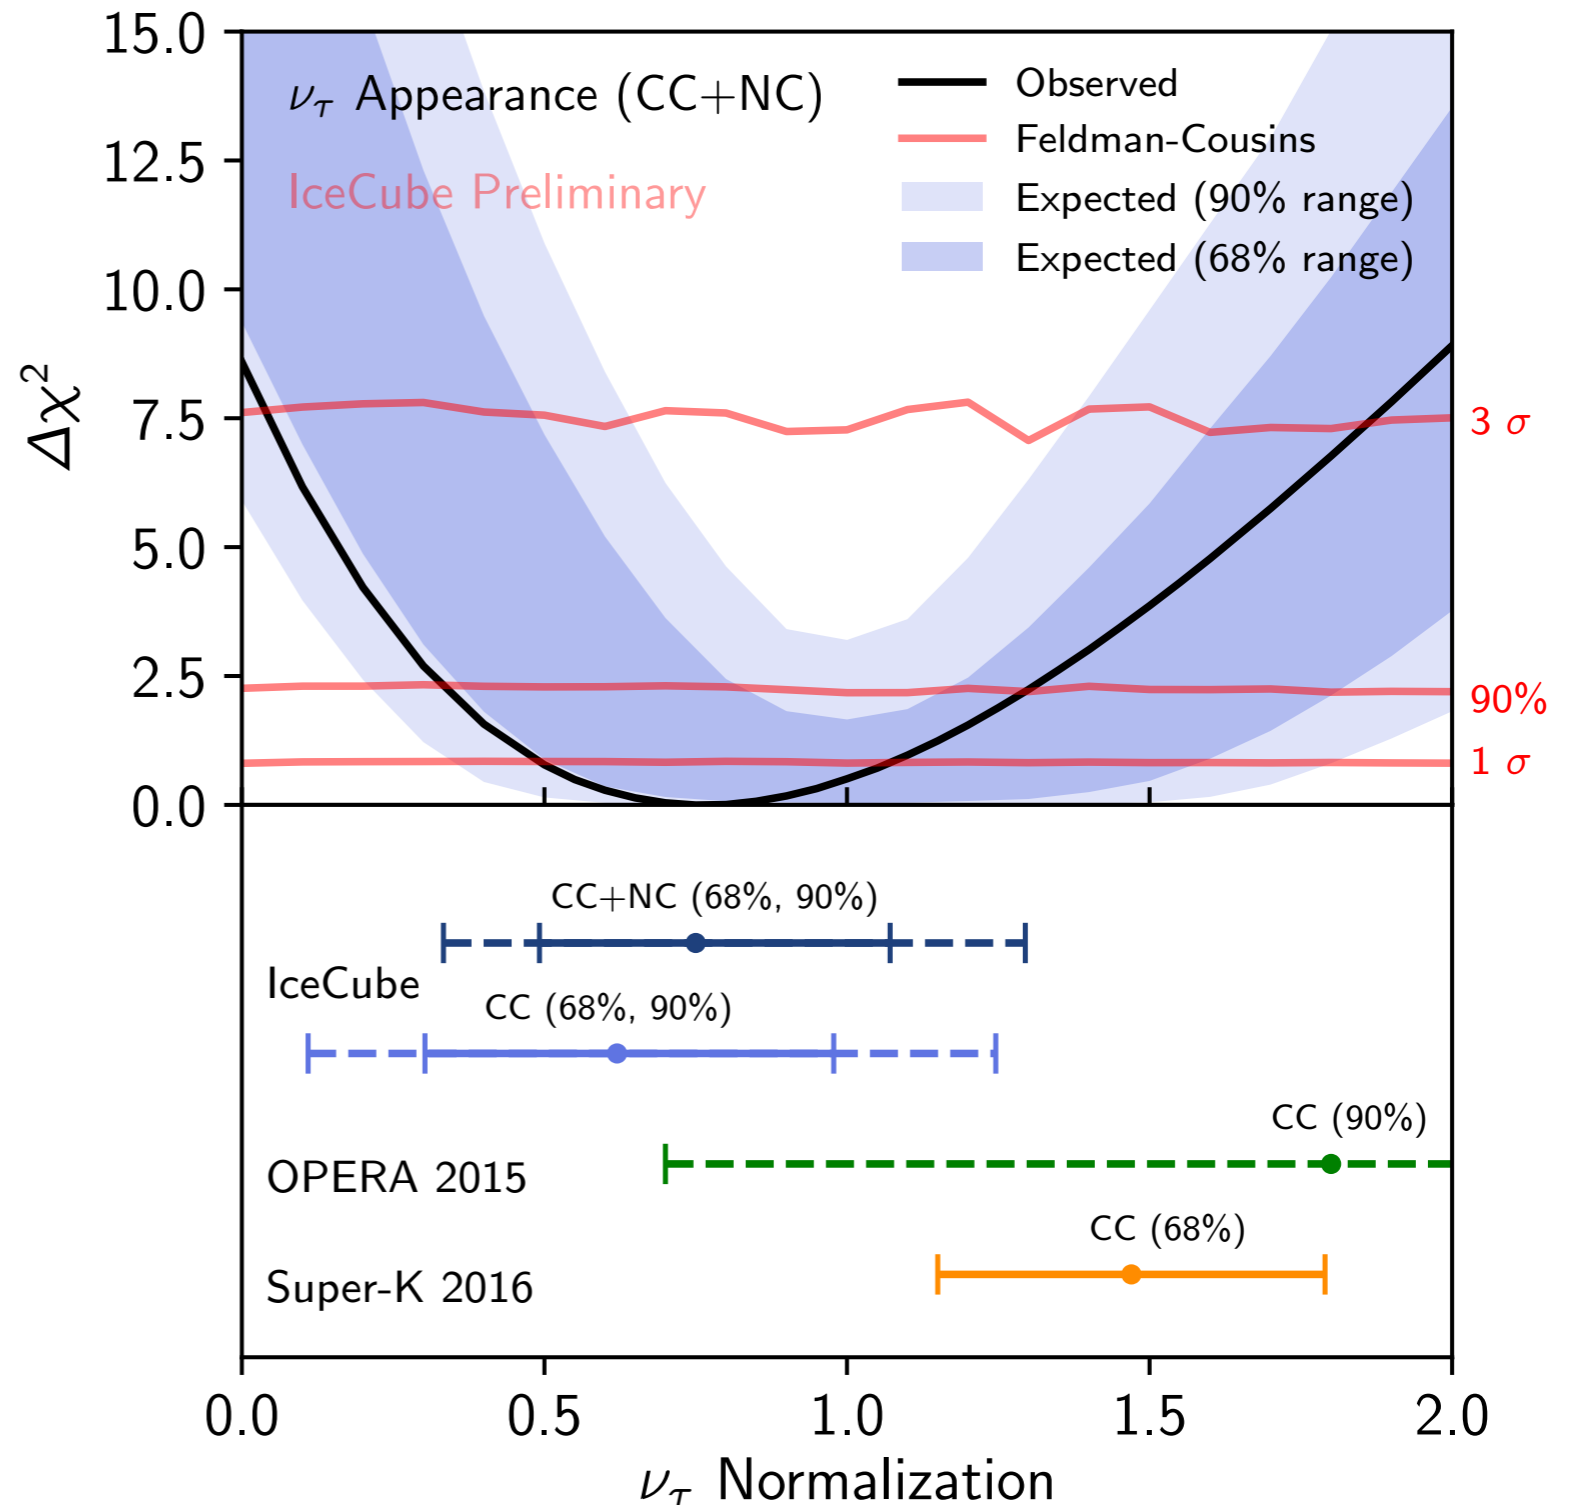 15.0
12.5
10.0
7.5
5.0
2.5
0.0
Δχ²
ν_τ Appearance (CC+NC)
IceCube Preliminary
Observed
Feldman-Cousins
Expected (90% range)
Expected (68% range)
3 σ
90%
1 σ
CC+NC (68%, 90%)
IceCube
CC (68%, 90%)
CC (90%)
OPERA 2015
CC (68%)
Super-K 2016
0.0 0.5 1.0 1.5 2.0
ν_τ Normalization